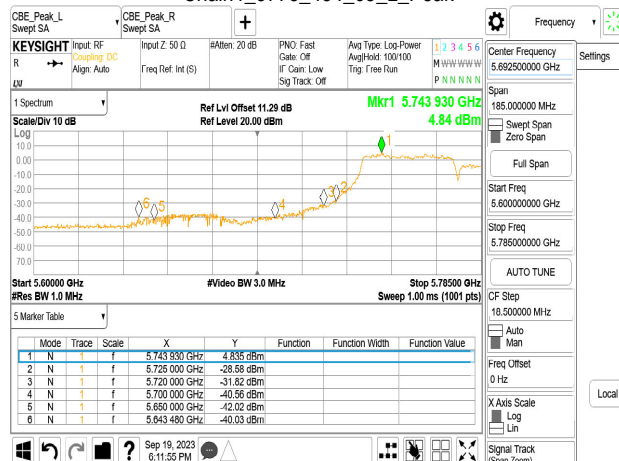 CBE_Peak_L
Swept SA
CBE_Peak_R
Swept SA
Frequency
KEYSIGHT
Input: RF
Coupling: DC
Align: Auto
Input Z: 50 Ω
Freq Ref: Int (S)
#Atten: 20 dB
PNO: Fast
Gate: Off
IF Gain: Low
Sig Track: Off
Avg Type: Log-Power
Avg|Hold: 100/100
Trig: Free Run
1 2 3 4 5 6
M W W W W W
P N N N N N
R
LXI
Center Frequency
5.692500000 GHz
Settings
1 Spectrum
Scale/Div 10 dB
Ref Lvl Offset 11.29 dB
Ref Level 20.00 dBm
Mkr1 5.743 930 GHz
4.84 dBm
Span
185.000000 MHz
Swept Span
Zero Span
Full Span
Log
10.0
0.00
-10.0
-20.0
-30.0
-40.0
-50.0
-60.0
-70.0
1
2
3
4
5
6
Start Freq
5.600000000 GHz
Stop Freq
5.785000000 GHz
AUTO TUNE
Start 5.60000 GHz
#Res BW 1.0 MHz
#Video BW 3.0 MHz
Stop 5.78500 GHz
Sweep 1.00 ms (1001 pts)
CF Step
18.500000 MHz
Auto
Man
5 Marker Table
Mode Trace Scale X Y Function Function Width Function Value
1 N 1 f 5.743 930 GHz 4.835 dBm
2 N 1 f 5.725 000 GHz -28.58 dBm
3 N 1 f 5.720 000 GHz -31.82 dBm
4 N 1 f 5.700 000 GHz -40.56 dBm
5 N 1 f 5.650 000 GHz -42.02 dBm
6 N 1 f 5.643 480 GHz -40.03 dBm
Freq Offset
0 Hz
X Axis Scale
Log
Lin
Local
Signal Track
(Span Zoom)
Sep 19, 2023
6:11:55 PM